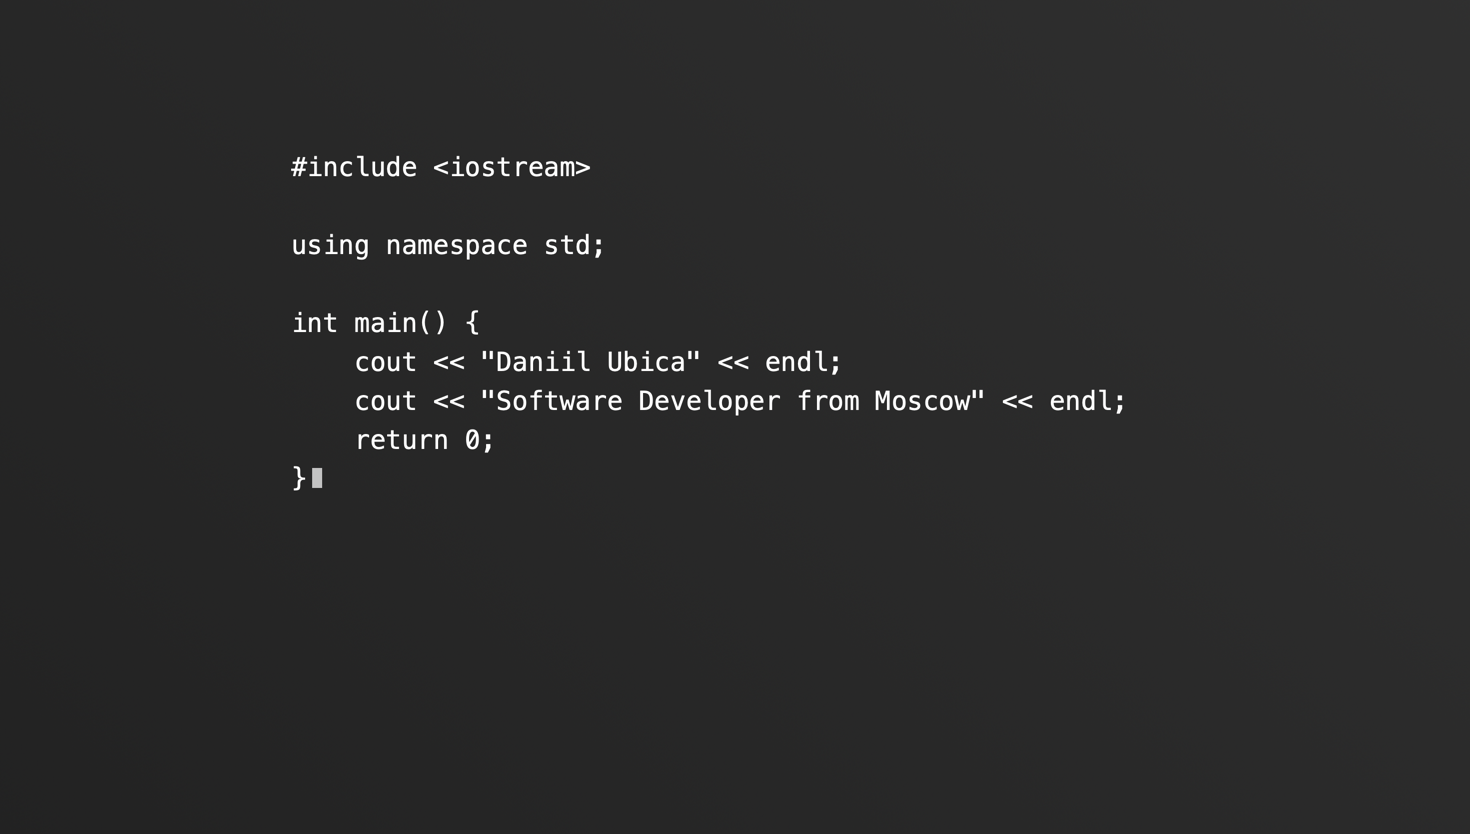 #include <iostream>
using namespace std;
int main() {
    cout << "Daniil Ubica" << endl;
    cout << "Software Developer from Moscow" << endl;
    return 0;
}